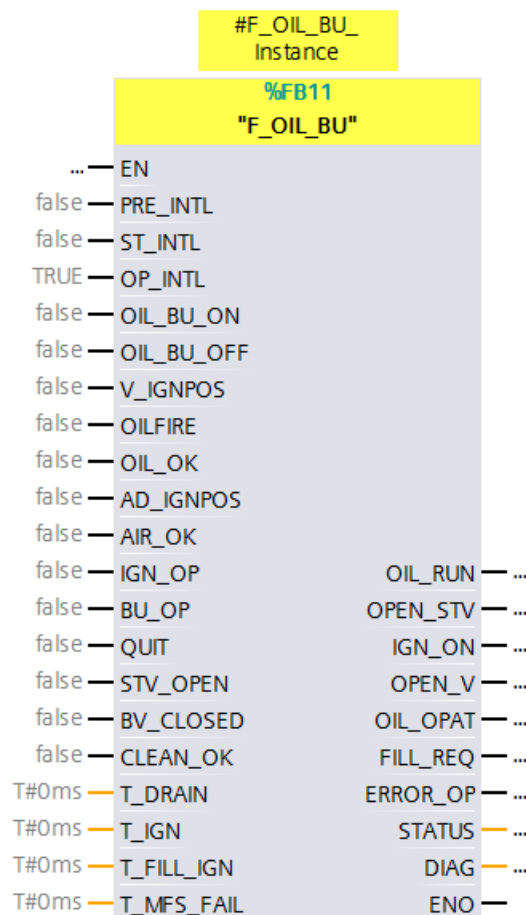 #F_OIL_BU_
Instance
%FB11
"F_OIL_BU"
... EN
false PRE_INTL
false ST_INTL
TRUE OP_INTL
false OIL_BU_ON
false OIL_BU_OFF
false V_IGNPOS
false OILFIRE
false OIL_OK
false AD_IGNPOS
false AIR_OK
false IGN_OP OIL_RUN ...
false BU_OP OPEN_STV ...
false QUIT IGN_ON ...
false STV_OPEN OPEN_V ...
false BV_CLOSED OIL_OPAT ...
false CLEAN_OK FILL_REQ ...
T#0ms T_DRAIN ERROR_OP ...
T#0ms T_IGN STATUS ...
T#0ms T_FILL_IGN DIAG ...
T#0ms T_MFS_FAIL ENO